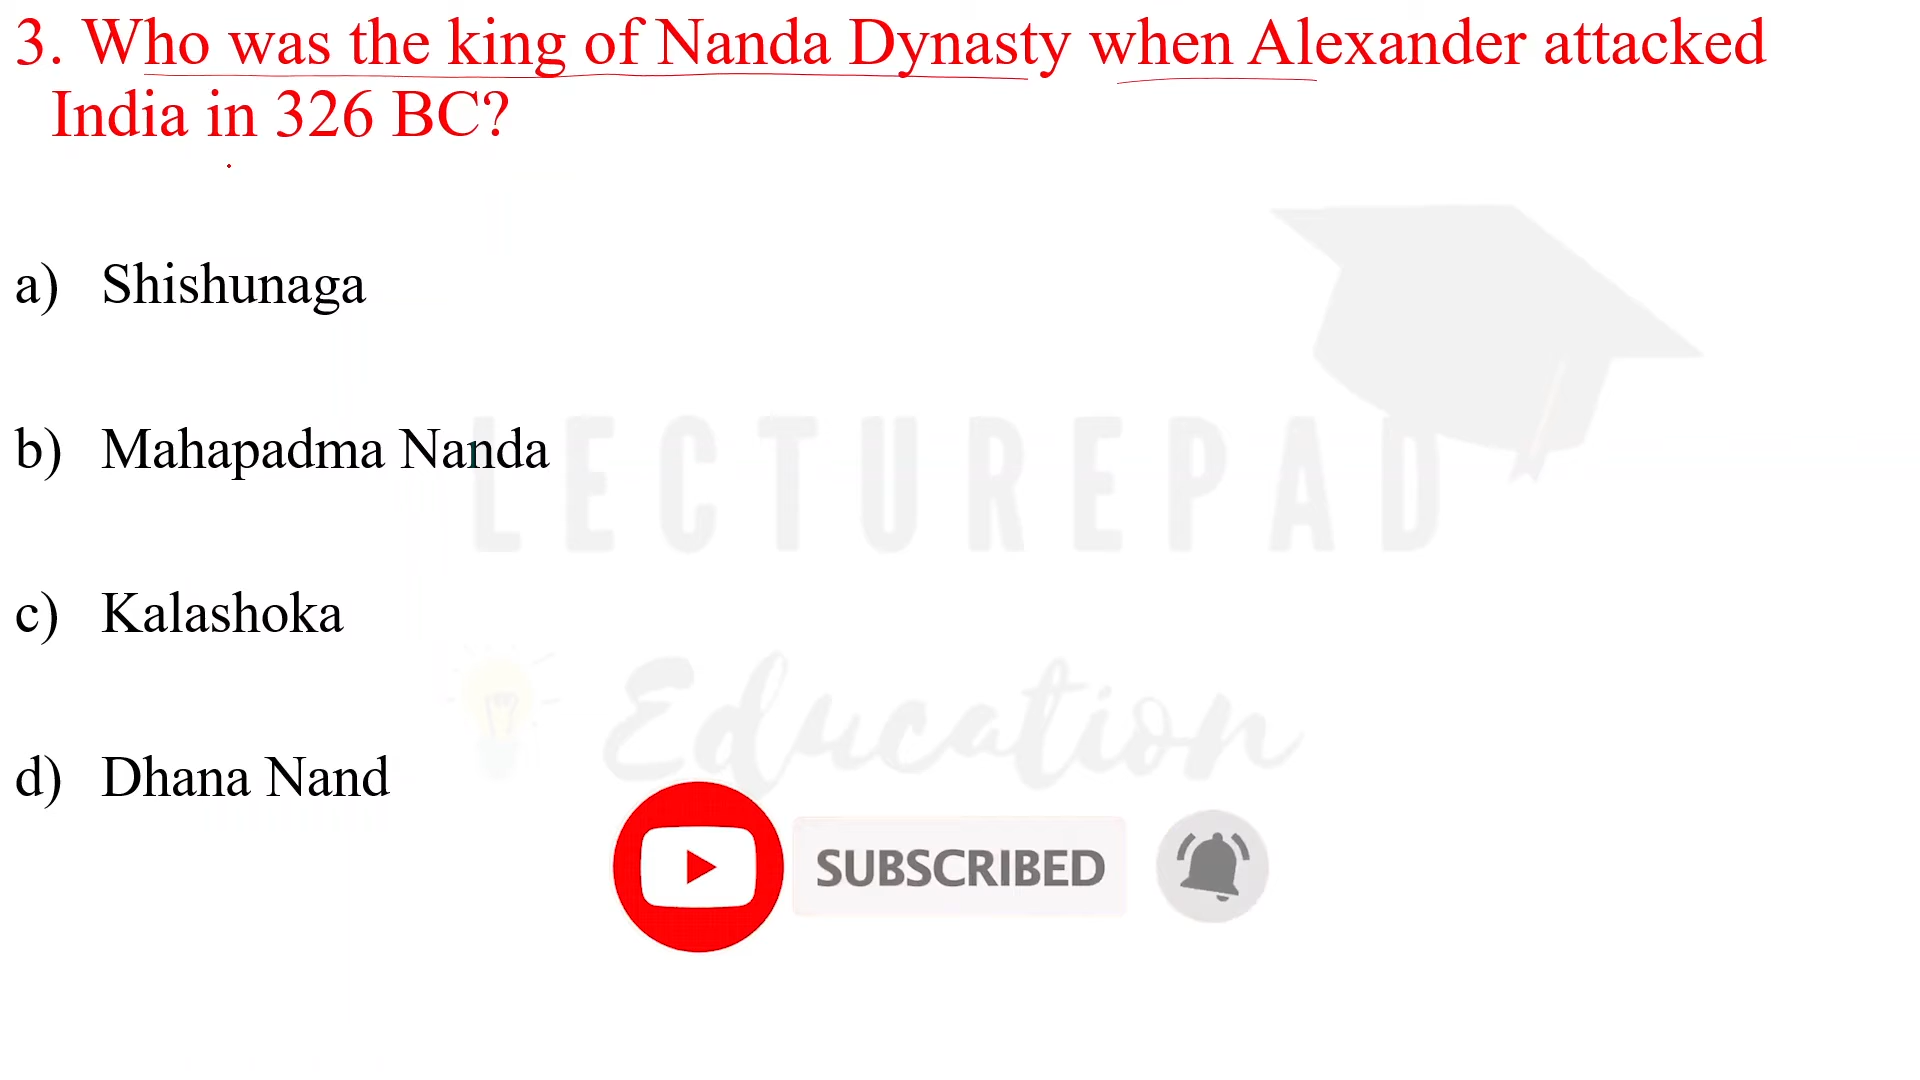 3. Who was the king of Nanda Dynasty when Alexander attacked
India in 326 BC?
a) Shishunaga
b) Mahapadma Nanda
LECTUREPAD
c) Kalashoka
Education
d) Dhana Nand
SUBSCRIBED